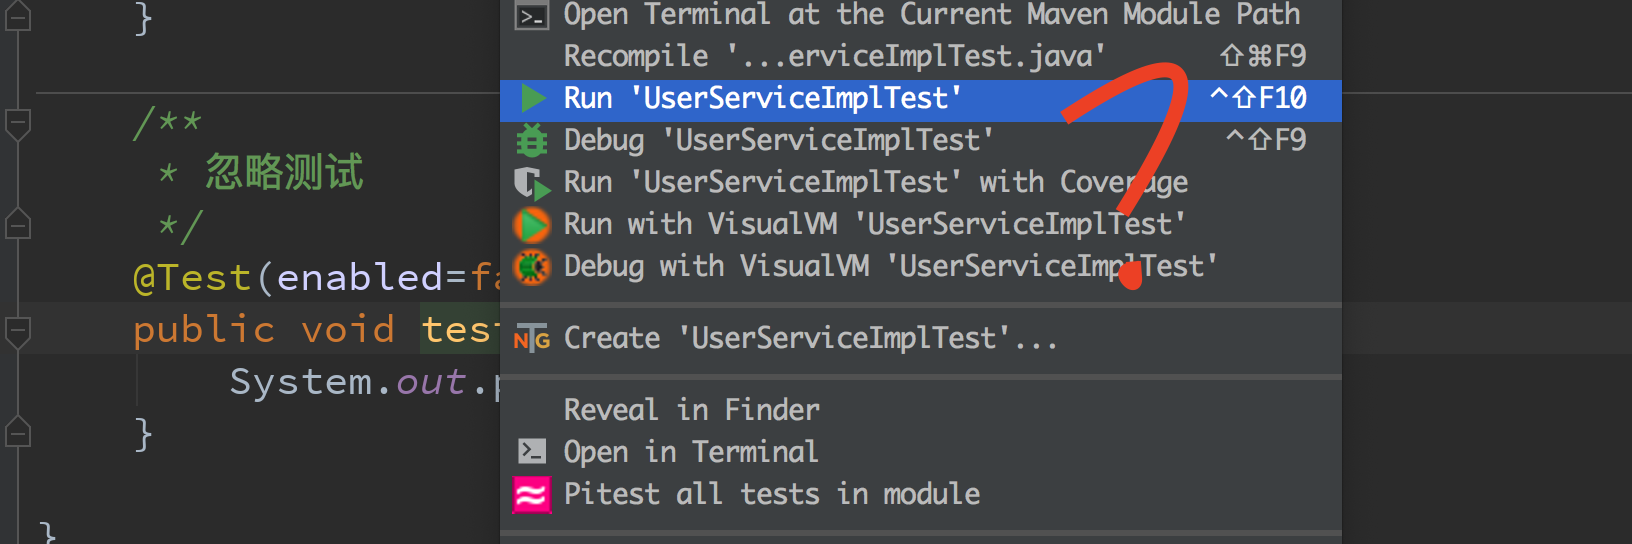 }
/**
* 忽略测试
*/
@Test(enabled=fa
public void tes
System.out.p
}
}
Open Terminal at the Current Maven Module Path
Recompile '...erviceImplTest.java' ⇧⌘F9
Run 'UserServiceImplTest' ^⇧F10
Debug 'UserServiceImplTest' ^⇧F9
Run 'UserServiceImplTest' with Coverage
Run with VisualVM 'UserServiceImplTest'
Debug with VisualVM 'UserServiceImplTest'
NTG Create 'UserServiceImplTest'...
Reveal in Finder
Open in Terminal
Pitest all tests in module
?